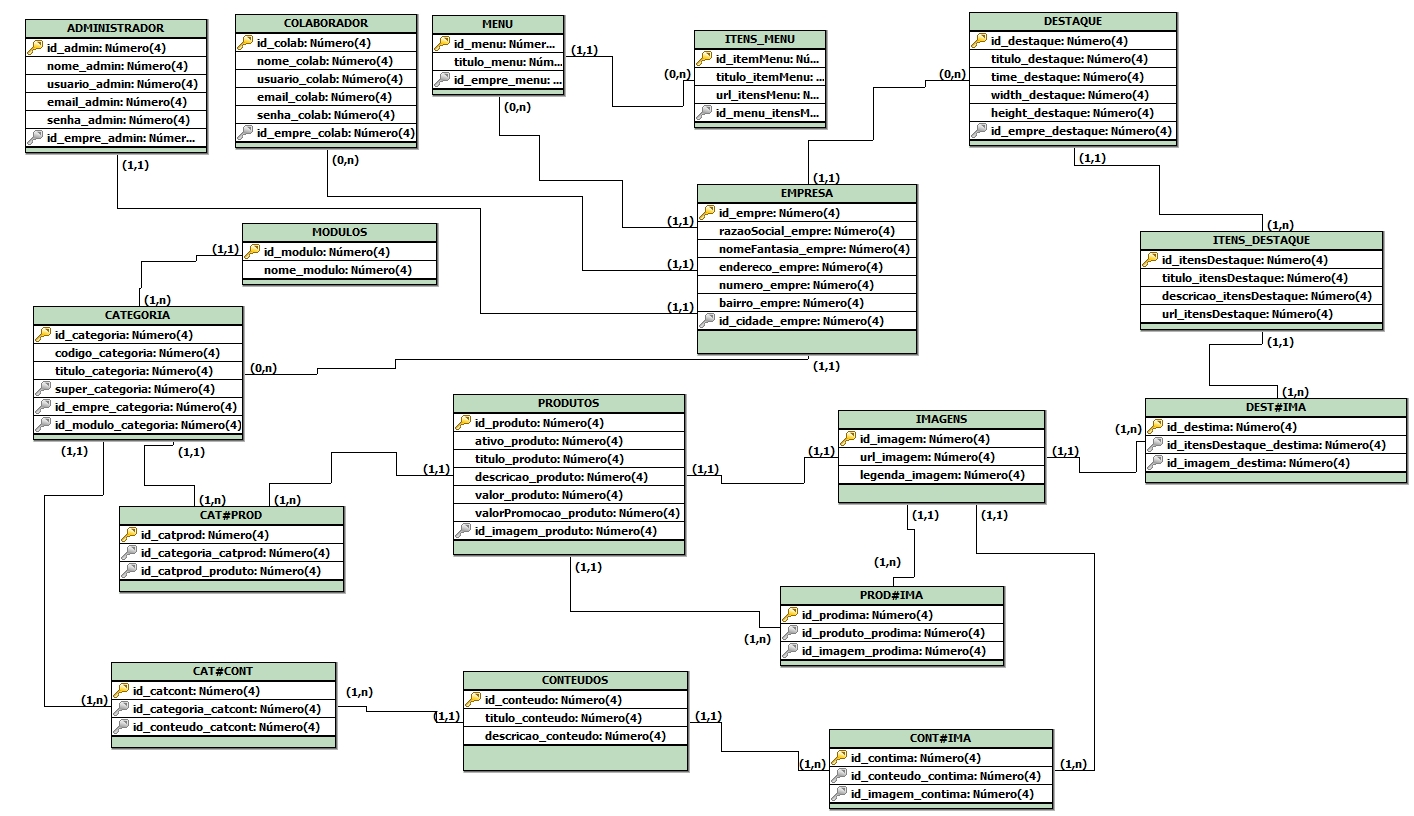 ADMINISTRADOR
id_admin: Número(4)
nome_admin: Número(4)
usuario_admin: Número(4)
email_admin: Número(4)
senha_admin: Número(4)
id_empre_admin: Númer...
(1,1)
COLABORADOR
id_colab: Número(4)
nome_colab: Número(4)
usuario_colab: Número(4)
email_colab: Número(4)
senha_colab: Número(4)
id_empre_colab: Número(4)
(0,n)
MENU
id_menu: Númer...
titulo_menu: Núm...
id_empre_menu: ...
(1,1)
(0,n)
ITENS_MENU
id_itemMenu: Nú...
titulo_itemMenu: ...
url_itensMenu: N...
id_menu_itensM...
(0,n)
DESTAQUE
id_destaque: Número(4)
titulo_destaque: Número(4)
time_destaque: Número(4)
width_destaque: Número(4)
height_destaque: Número(4)
id_empre_destaque: Número(4)
(0,n)
(1,1)
(1,1)
EMPRESA
id_empre: Número(4)
razaoSocial_empre: Número(4)
nomeFantasia_empre: Número(4)
endereco_empre: Número(4)
numero_empre: Número(4)
bairro_empre: Número(4)
id_cidade_empre: Número(4)
(1,1)
(1,1)
(1,1)
(1,1)
(1,n)
ITENS_DESTAQUE
id_itensDestaque: Número(4)
titulo_itensDestaque: Número(4)
descricao_itensDestaque: Número(4)
url_itensDestaque: Número(4)
(1,1)
MODULOS
id_modulo: Número(4)
nome_modulo: Número(4)
(1,1)
(1,n)
CATEGORIA
id_categoria: Número(4)
codigo_categoria: Número(4)
titulo_categoria: Número(4)
super_categoria: Número(4)
id_empre_categoria: Número(4)
id_modulo_categoria: Número(4)
(0,n)
(1,1)
(1,1)
PRODUTOS
id_produto: Número(4)
ativo_produto: Número(4)
titulo_produto: Número(4)
descricao_produto: Número(4)
valor_produto: Número(4)
valorPromocao_produto: Número(4)
id_imagem_produto: Número(4)
(1,1)
(1,1)
(1,1)
IMAGENS
id_imagem: Número(4)
url_imagem: Número(4)
legenda_imagem: Número(4)
(1,1)
(1,1)
(1,1)
(1,1)
(1,n)
(1,n)
DEST#IMA
id_destima: Número(4)
id_itensDestaque_destima: Número(4)
id_imagem_destima: Número(4)
(1,n)
(1,n)
CAT#PROD
id_catprod: Número(4)
id_categoria_catprod: Número(4)
id_catprod_produto: Número(4)
(1,n)
(1,n)
PROD#IMA
id_prodima: Número(4)
id_produto_prodima: Número(4)
id_imagem_prodima: Número(4)
(1,n)
CAT#CONT
id_catcont: Número(4)
id_categoria_catcont: Número(4)
id_conteudo_catcont: Número(4)
(1,n)
(1,1)
CONTEUDOS
id_conteudo: Número(4)
titulo_conteudo: Número(4)
descricao_conteudo: Número(4)
(1,1)
(1,n)
CONT#IMA
id_contima: Número(4)
id_conteudo_contima: Número(4)
id_imagem_contima: Número(4)
(1,n)